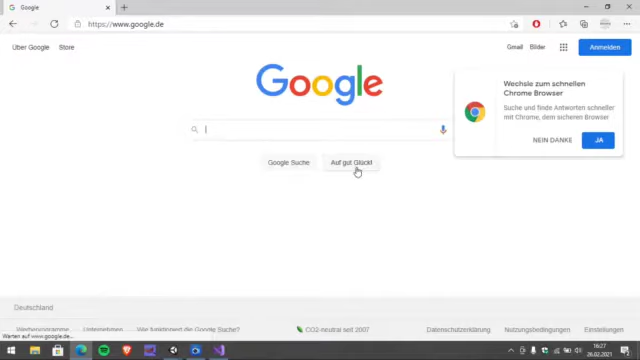 Google
https://www.google.de
Über Google Store
Gmail Bilder
Anmelden
Google
Wechsle zum schnellen
Chrome Browser
Suche und finde Antworten schneller
mit Chrome, dem sicheren Browser
NEIN DANKE JA
Google Suche Auf gut Glück!
Deutschland
Werbeprogramme Unternehmen Wie funktioniert die Google Suche?
CO2-neutral seit 2007
Datenschutzerklärung Nutzungsbedingungen Einstellungen
Warten auf www.google.de...
16:27
26.02.2021